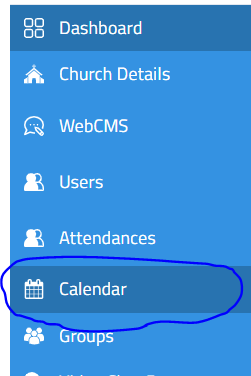 Dashboard
Church Details
WebCMS
Users
Attendances
Calendar
Groups